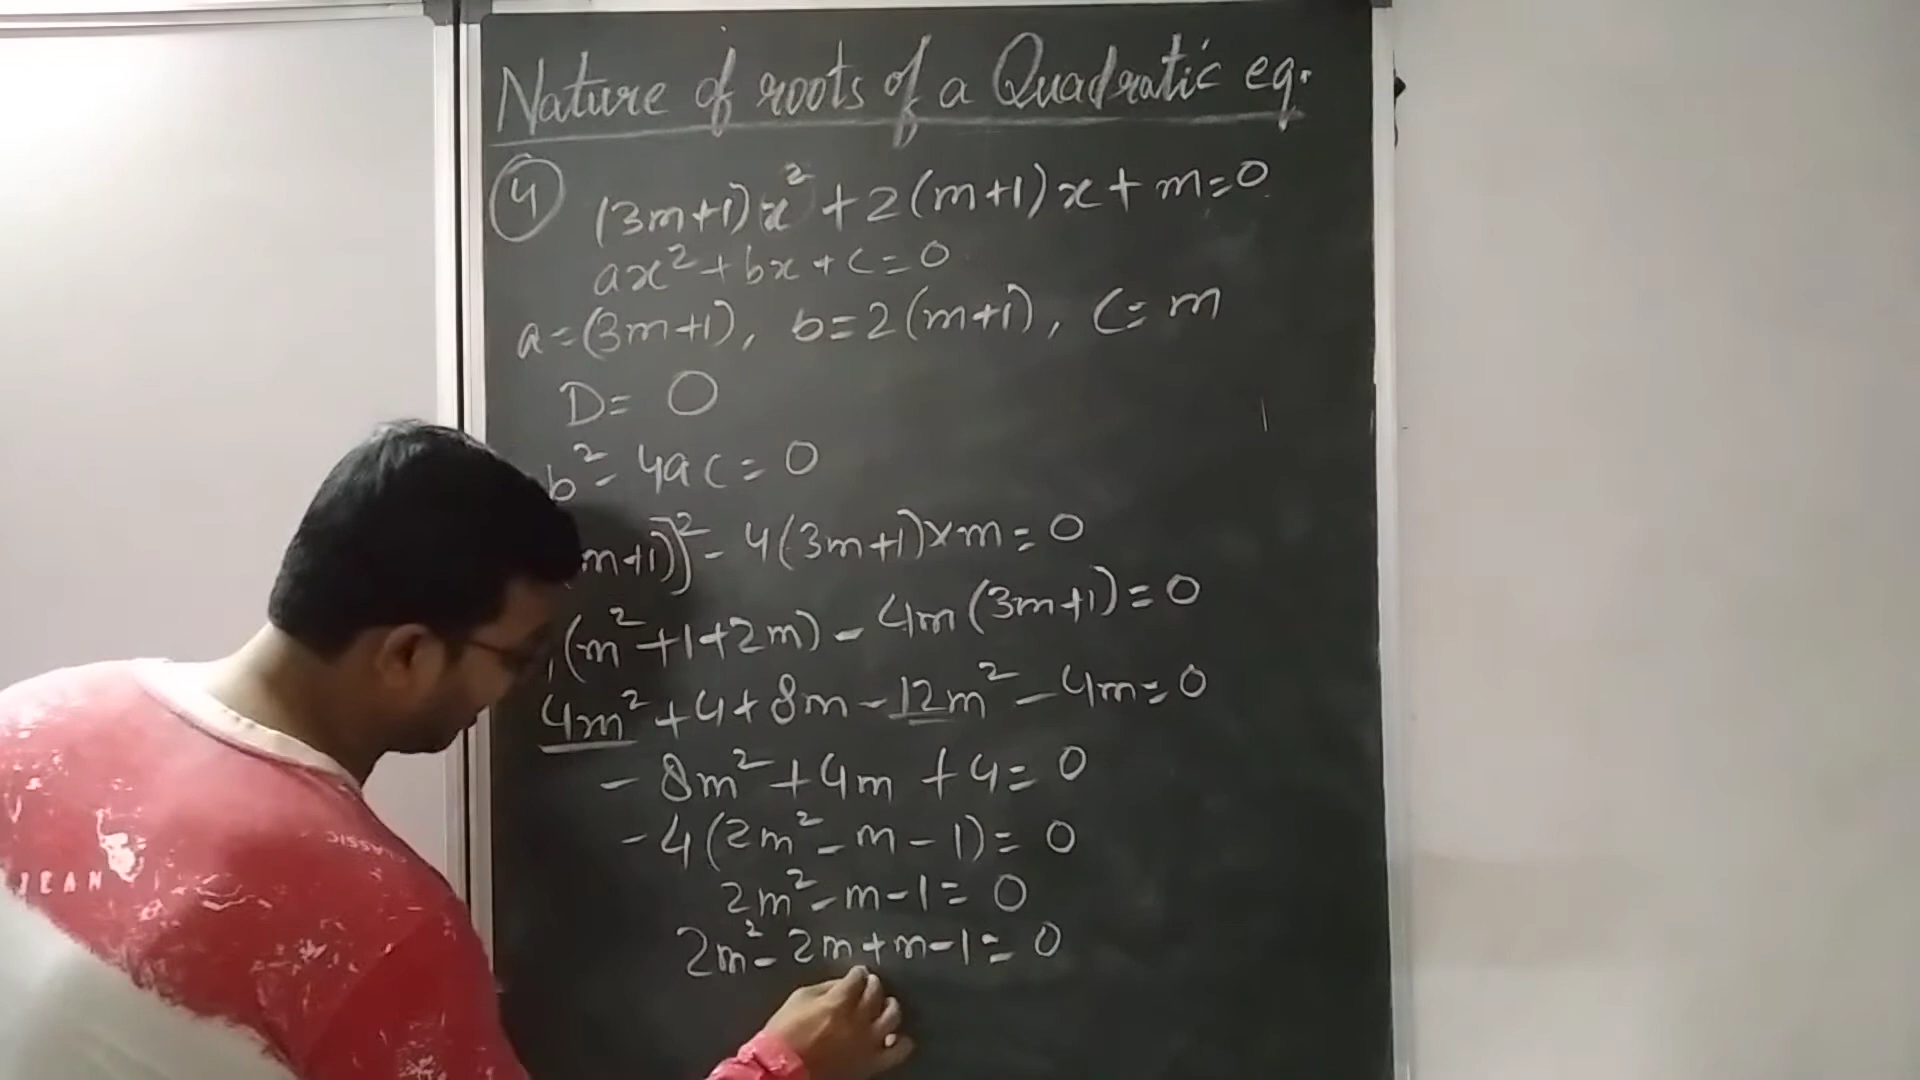 Nature of roots of a Quadratic eq.
4 (3m+1)x² + 2(m+1)x + m = 0
ax² + bx + c = 0
a = (3m+1), b = 2(m+1), c = m
D = 0
b² - 4ac = 0
m+1)]² - 4(3m+1)×m = 0
(m²+1+2m) - 4m(3m+1) = 0
4m² + 4 + 8m - 12m² - 4m = 0
- 8m² + 4m + 4 = 0
- 4(2m² - m - 1) = 0
2m² - m - 1 = 0
2m² - 2m + m - 1 = 0
JEAN